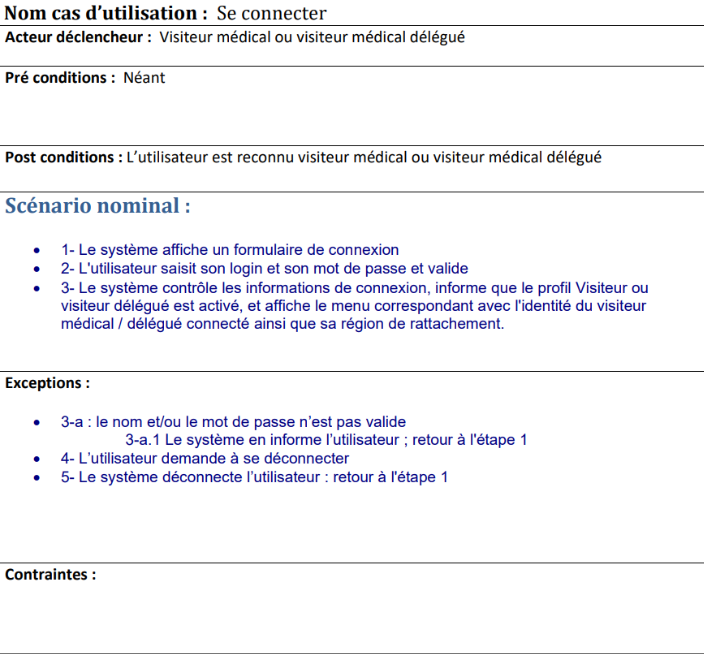 Nom cas d’utilisation : Se connecter
Acteur déclencheur : Visiteur médical ou visiteur médical délégué
Pré conditions : Néant
Post conditions : L’utilisateur est reconnu visiteur médical ou visiteur médical délégué
Scénario nominal :
• 1- Le système affiche un formulaire de connexion
• 2- L'utilisateur saisit son login et son mot de passe et valide
• 3- Le système contrôle les informations de connexion, informe que le profil Visiteur ou
visiteur délégué est activé, et affiche le menu correspondant avec l'identité du visiteur
médical / délégué connecté ainsi que sa région de rattachement.
Exceptions :
• 3-a : le nom et/ou le mot de passe n’est pas valide
3-a.1 Le système en informe l’utilisateur ; retour à l'étape 1
• 4- L’utilisateur demande à se déconnecter
• 5- Le système déconnecte l’utilisateur : retour à l'étape 1
Contraintes :